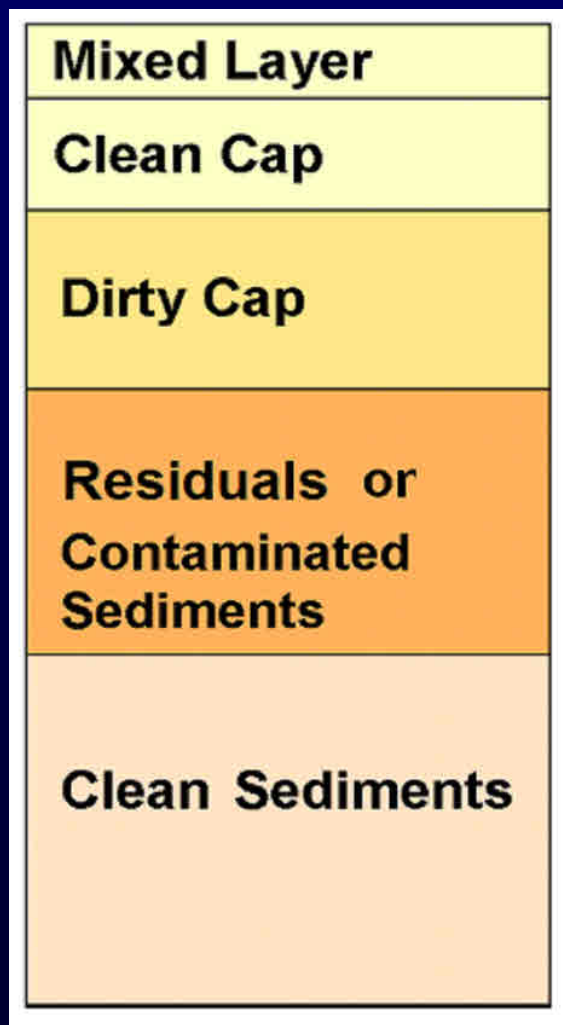 Mixed Layer
Clean Cap
Dirty Cap
Residuals or
Contaminated
Sediments
Clean Sediments